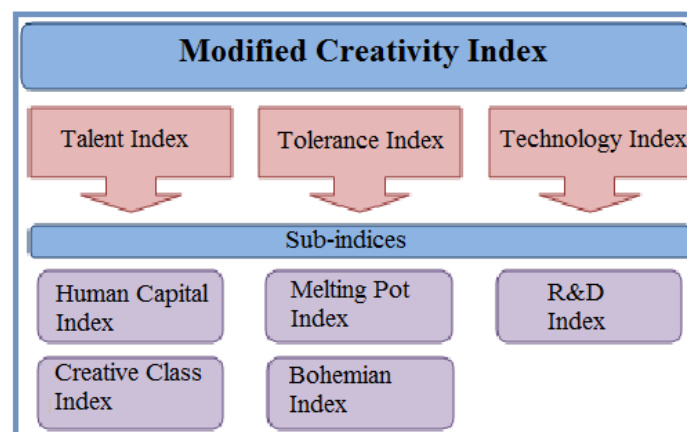 Modified Creativity Index
Talent Index
Tolerance Index
Technology Index
Sub-indices
Human Capital
Index
Melting Pot
Index
R&D
Index
Creative Class
Index
Bohemian
Index